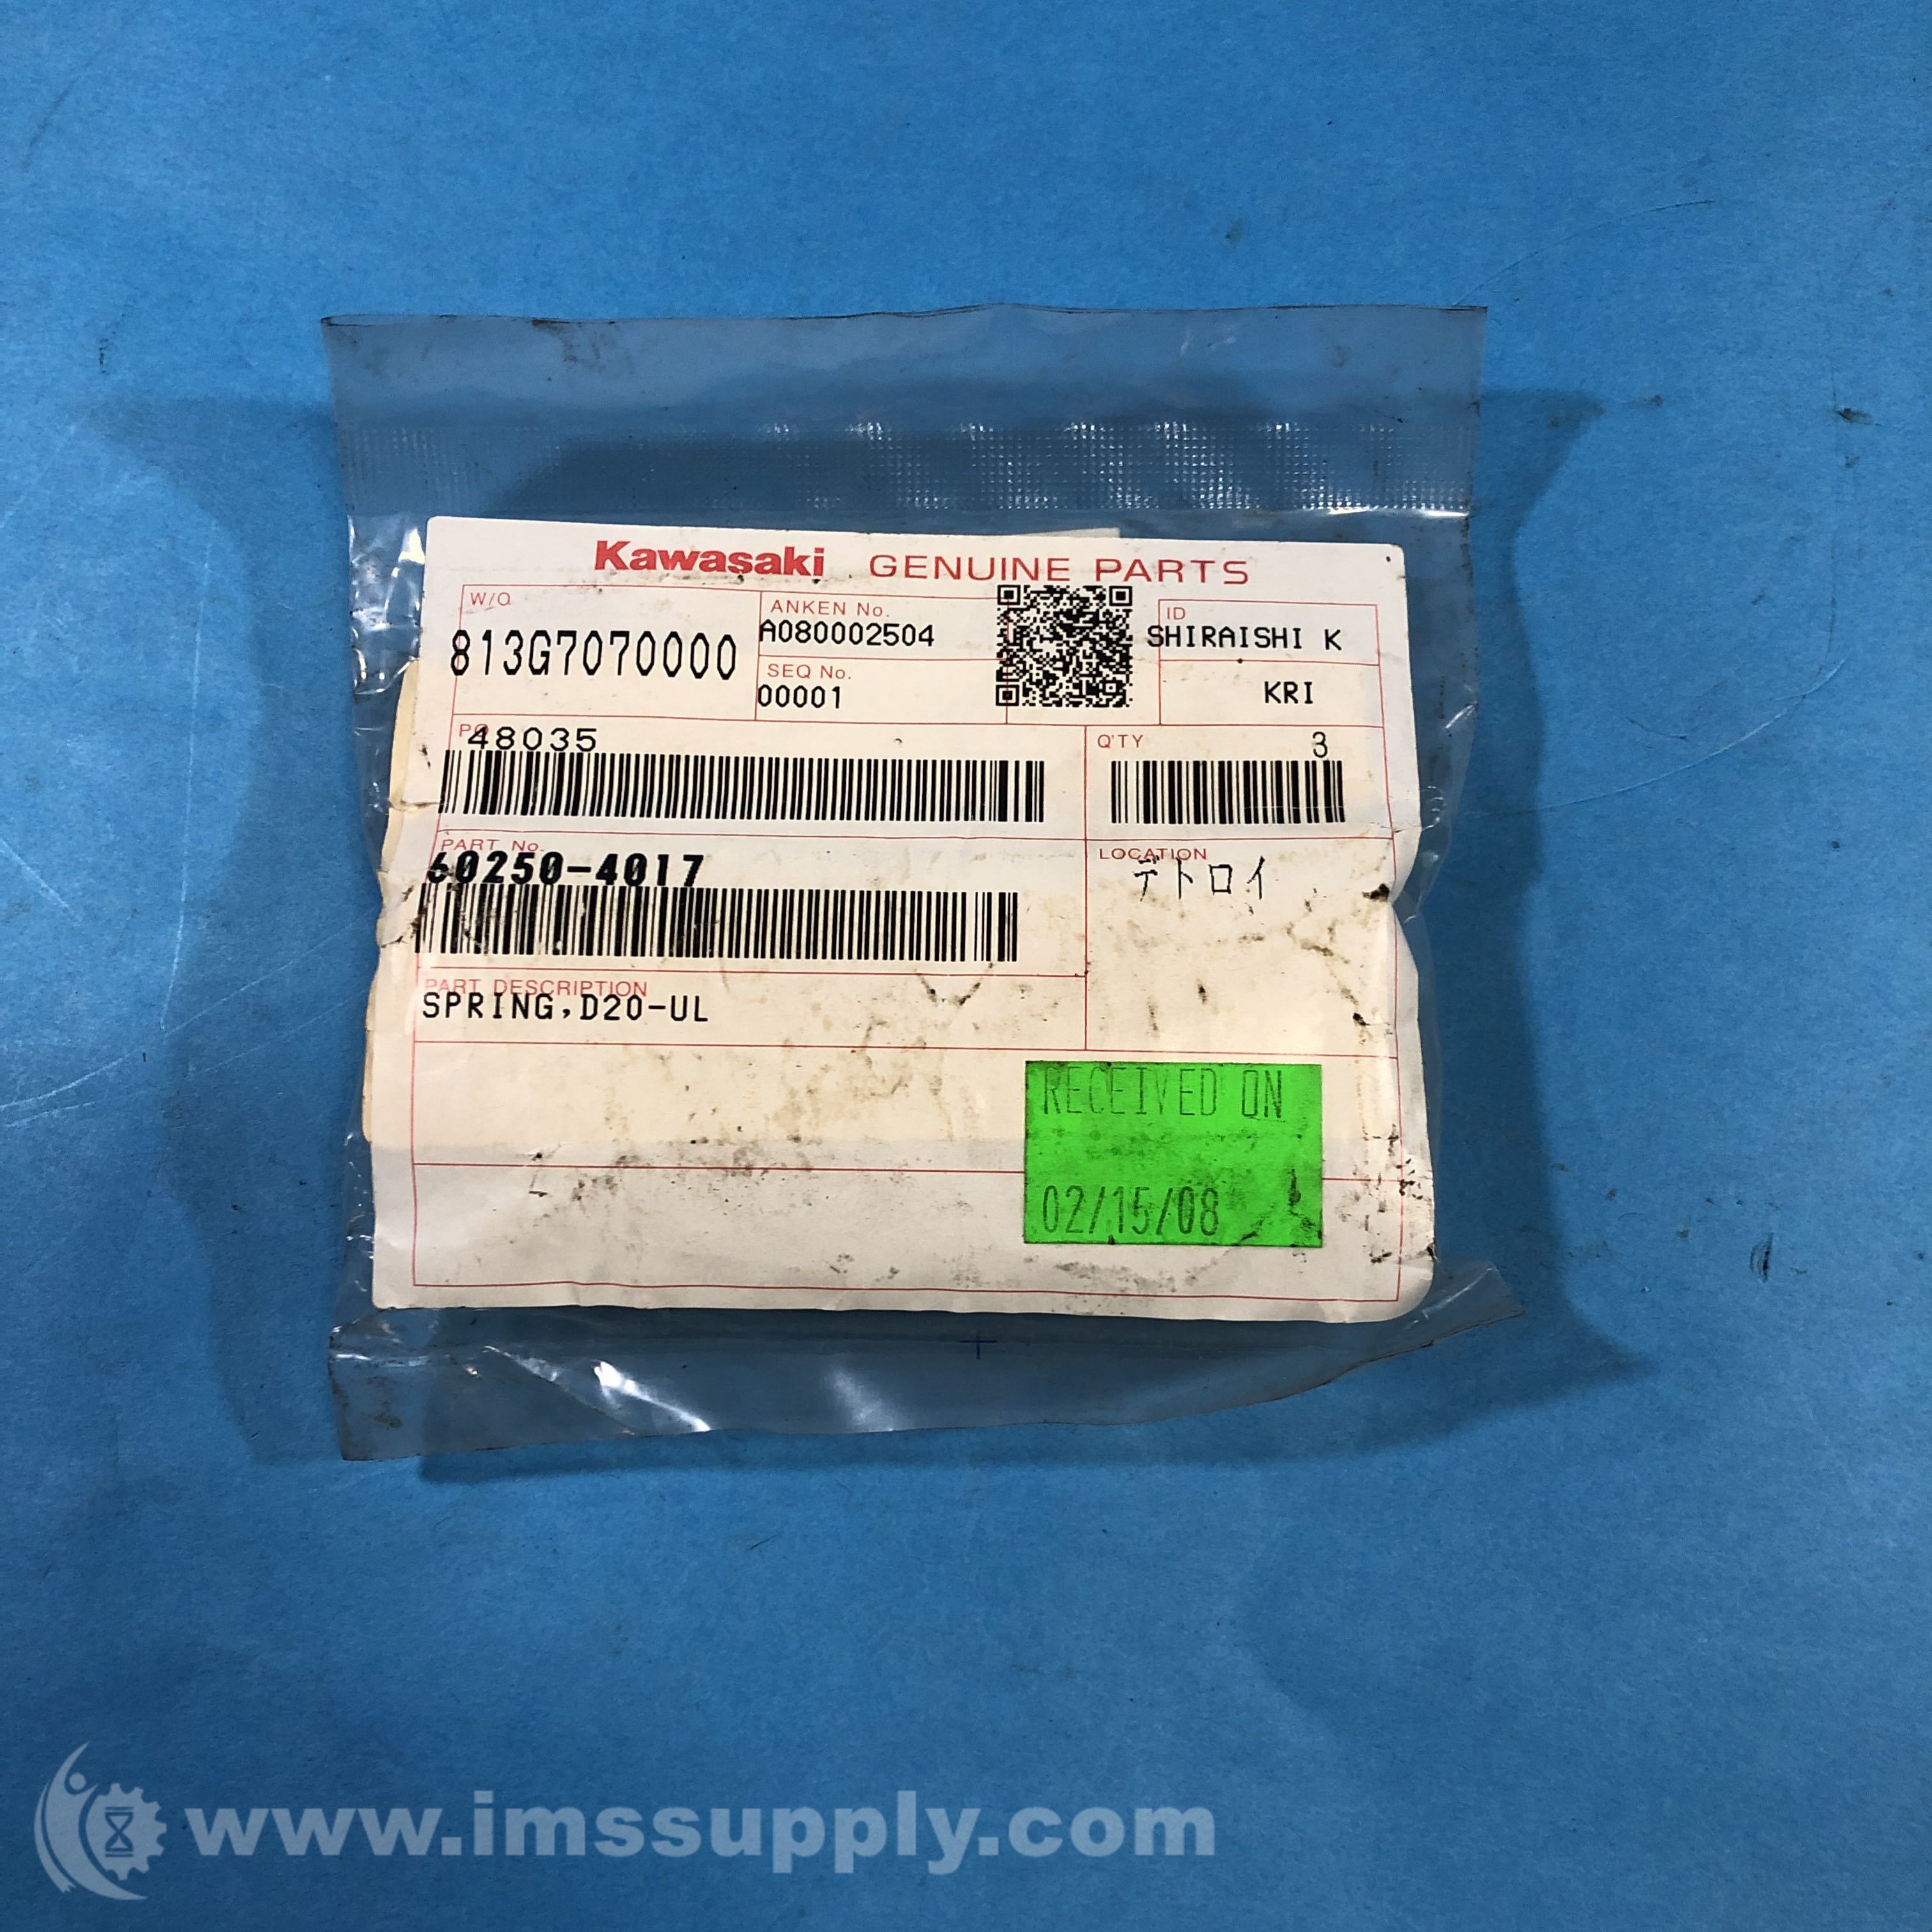 Kawasaki GENUINE PARTS
W/O
813G7070000
ANKEN No.
A080002504
SEQ No.
00001
ID
SHIRAISHI K
KRI
PO
48035
Q'TY
3
PART No.
60250-4017
LOCATION
デトロイ
PART DESCRIPTION
SPRING,D20-UL
RECEIVED ON
02/15/08
www.imssupply.com